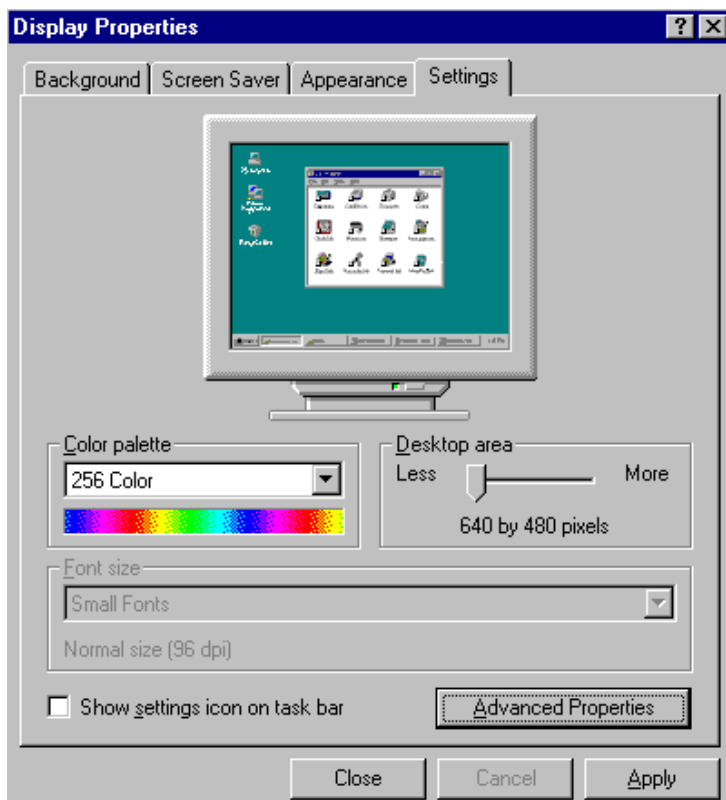 Display Properties
Background Screen Saver Appearance Settings
Color palette
256 Color
Desktop area
Less More
640 by 480 pixels
Font size
Small Fonts
Normal size (96 dpi)
Show settings icon on task bar
Advanced Properties
Close Cancel Apply